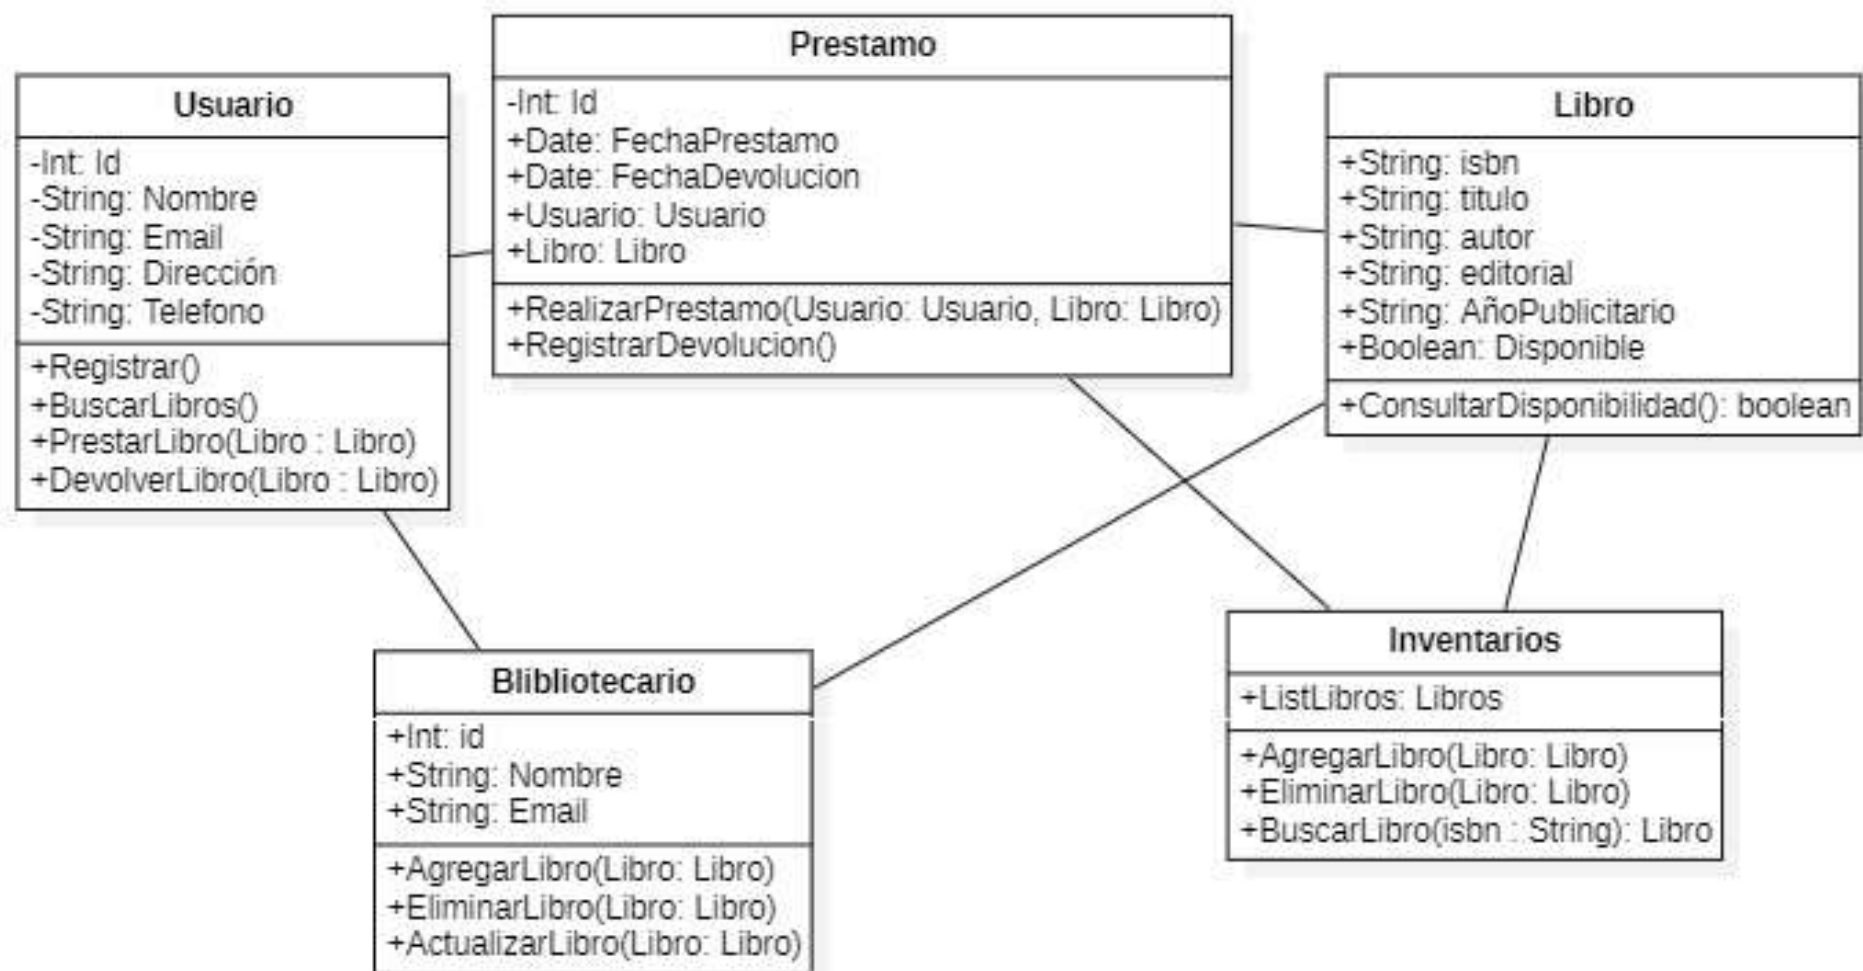 Usuario
-Int: Id
-String: Nombre
-String: Email
-String: Dirección
-String: Telefono
+Registrar()
+BuscarLibros()
+PrestarLibro(Libro : Libro)
+DevolverLibro(Libro : Libro)
Prestamo
-Int: Id
+Date: FechaPrestamo
+Date: FechaDevolucion
+Usuario: Usuario
+Libro: Libro
+RealizarPrestamo(Usuario: Usuario, Libro: Libro)
+RegistrarDevolucion()
Libro
+String: isbn
+String: titulo
+String: autor
+String: editorial
+String: AñoPublicitario
+Boolean: Disponible
+ConsultarDisponibilidad(): boolean
Blibliotecario
+Int: id
+String: Nombre
+String: Email
+AgregarLibro(Libro: Libro)
+EliminarLibro(Libro: Libro)
+ActualizarLibro(Libro: Libro)
Inventarios
+ListLibros: Libros
+AgregarLibro(Libro: Libro)
+EliminarLibro(Libro: Libro)
+BuscarLibro(isbn : String): Libro